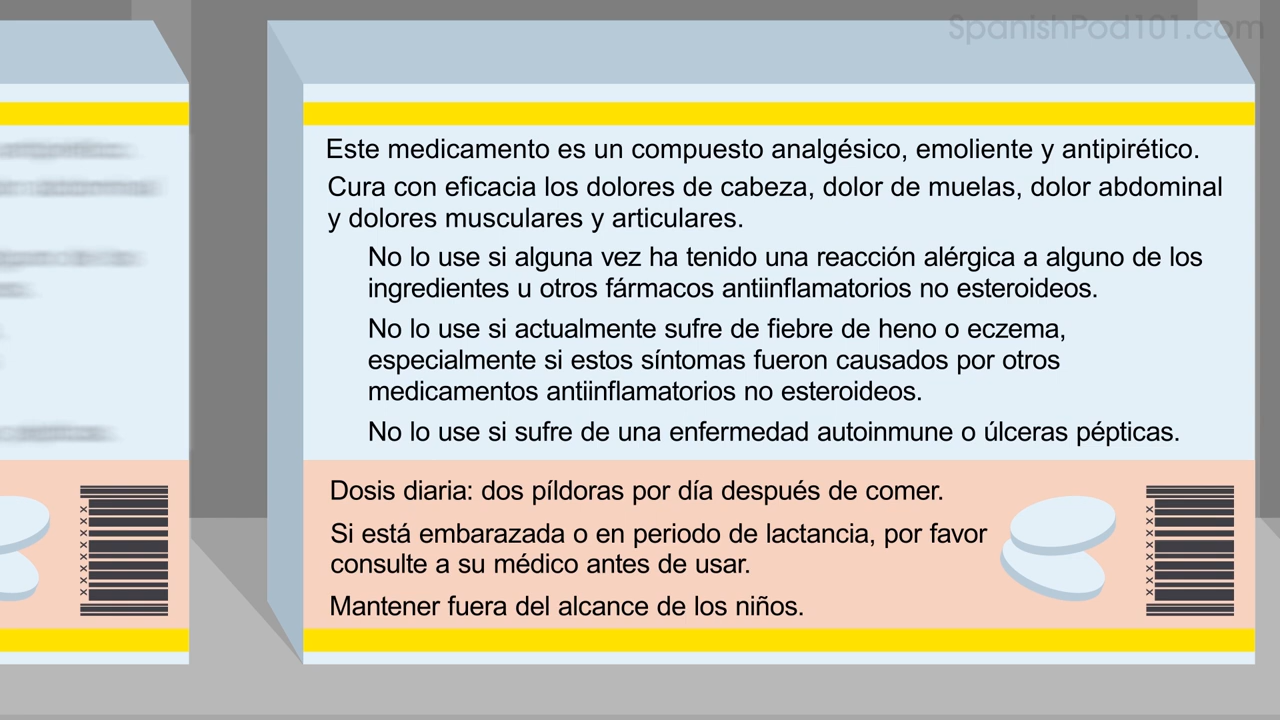 SpanishPod101.com
Este medicamento es un compuesto analgésico, emoliente y antipirético.
Cura con eficacia los dolores de cabeza, dolor de muelas, dolor abdominal
y dolores musculares y articulares.
No lo use si alguna vez ha tenido una reacción alérgica a alguno de los
ingredientes u otros fármacos antiinflamatorios no esteroideos.
No lo use si actualmente sufre de fiebre de heno o eczema,
especialmente si estos síntomas fueron causados por otros
medicamentos antiinflamatorios no esteroideos.
No lo use si sufre de una enfermedad autoinmune o úlceras pépticas.
Dosis diaria: dos píldoras por día después de comer.
Si está embarazada o en periodo de lactancia, por favor
consulte a su médico antes de usar.
Mantener fuera del alcance de los niños.